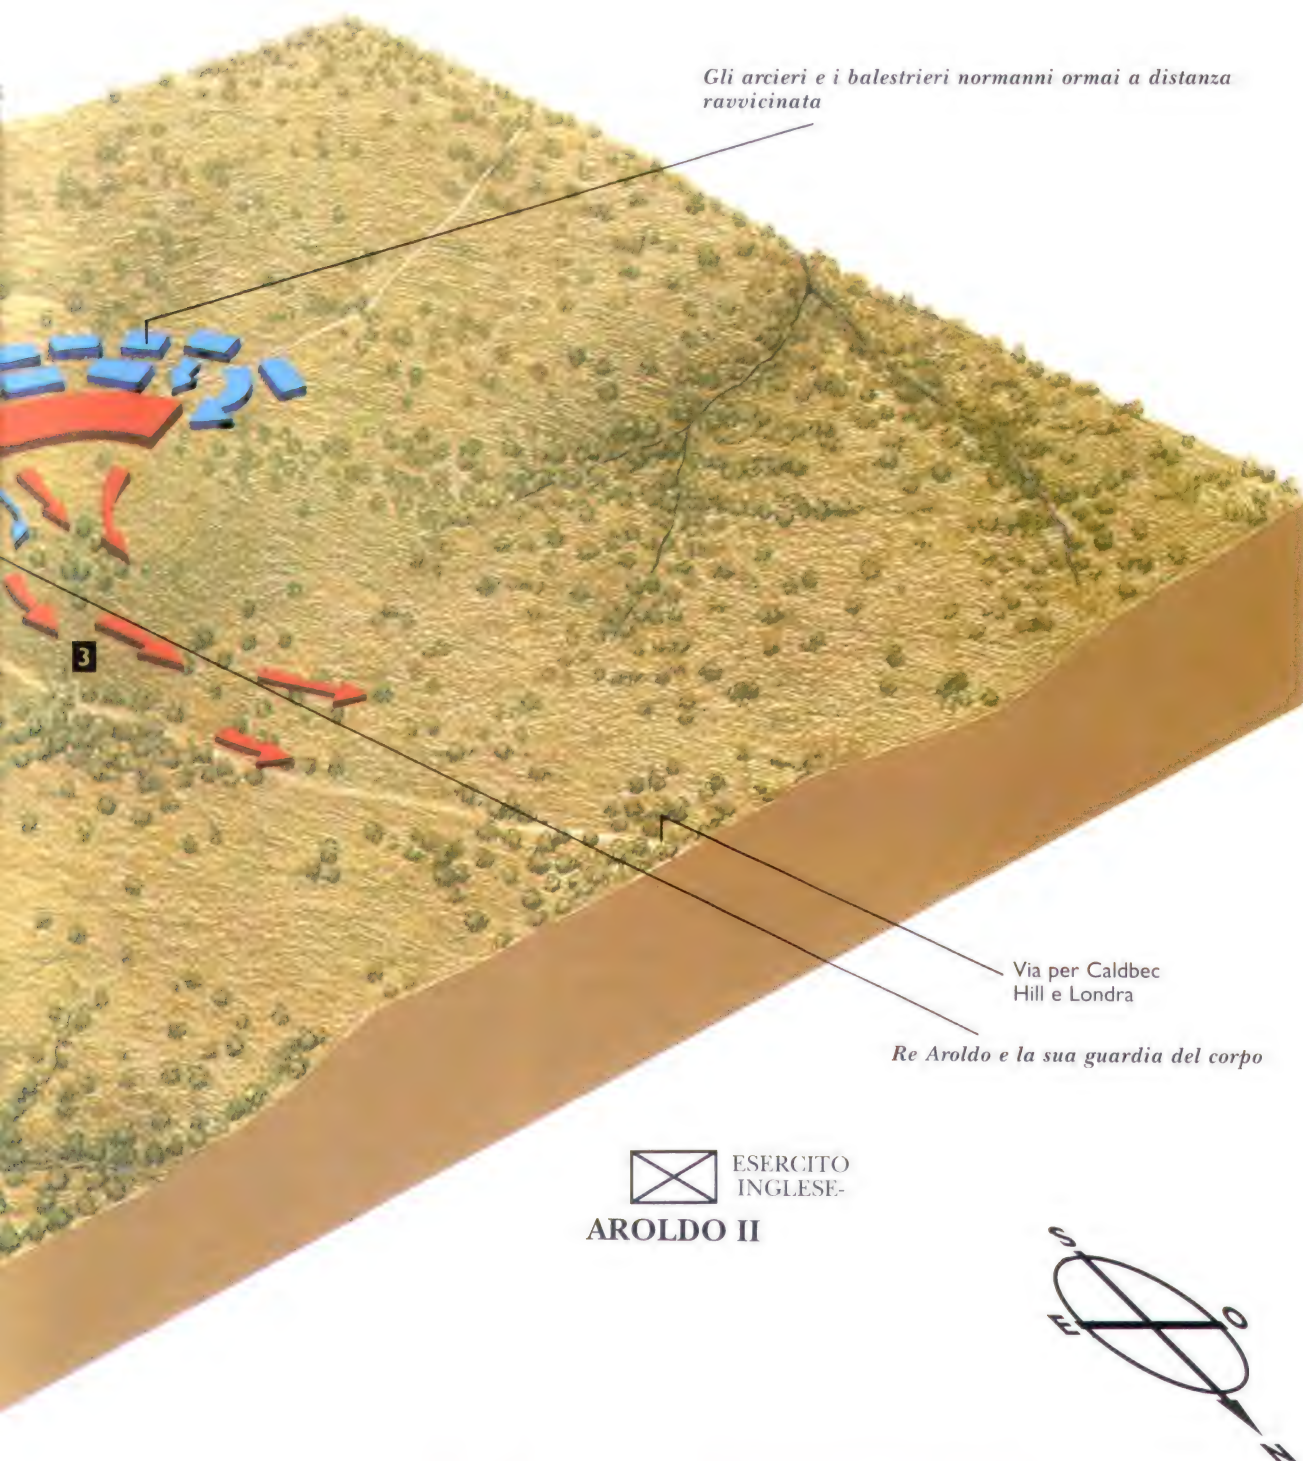 Gli arcieri e i balestrieri normanni ormai a distanza
ravvicinata
3
Via per Caldbec
Hill e Londra
Re Aroldo e la sua guardia del corpo
ESERCITO
INGLESE-
AROLDO II
S
O
E
N